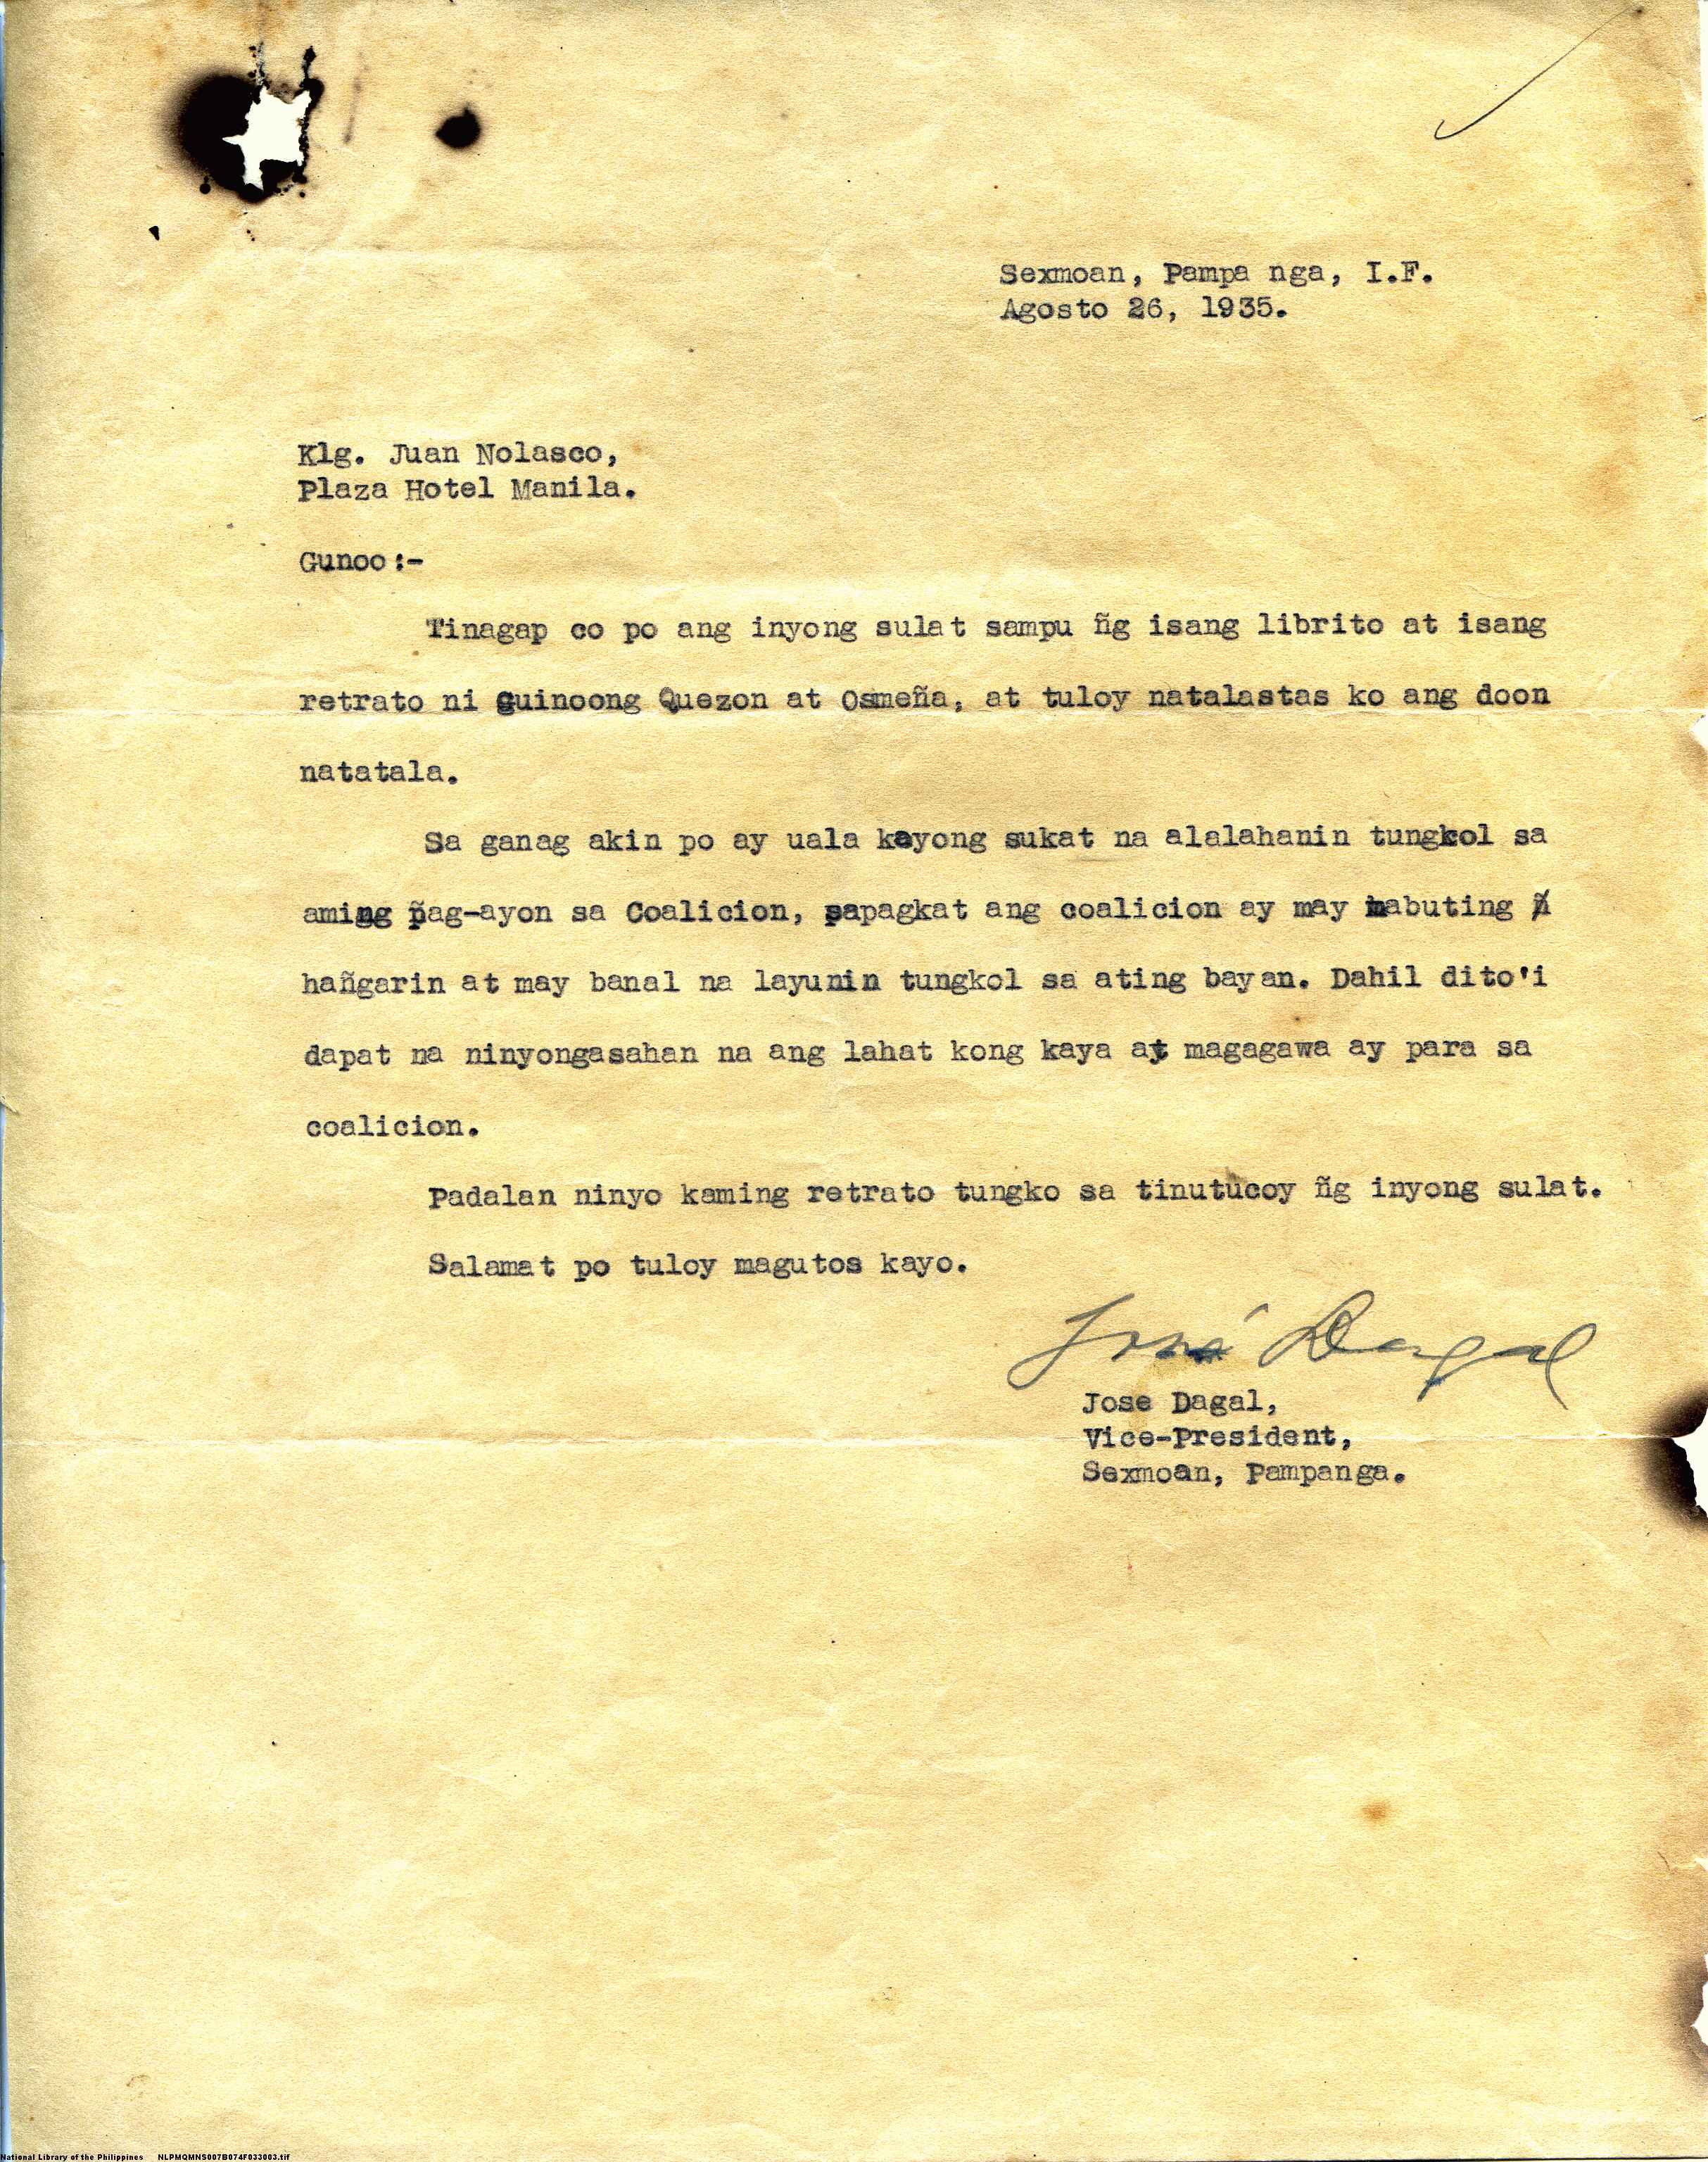 Sexmoan, Pampa nga, I.F.
Agosto 26, 1935.
Klg. Juan Nolasco,
Plaza Hotel Manila.
Gunoo:-
Tinagap co po ang inyong sulat sampu ñg isang librito at isang
retrato ni guinoong Quezon at Osmeña, at tuloy natalastas ko ang doon
natatala.
Sa ganag akin po ay uala kayong sukat na alalahanin tungkol sa
aming pag-ayon sa Coalicion, sapagkat ang coalicion ay may mabuting
hañgarin at may banal na layunin tungkol sa ating bayan. Dahil dito'i
dapat na ninyongasahan na ang lahat kong kaya at magagawa ay para sa
coalicion.
Padalan ninyo kaming retrato tungko sa tinutucoy ñg inyong sulat.
Salamat po tuloy magutos kayo.
José Dagal
Jose Dagal,
Vice-President,
Sexmoan, Pampanga.
National Library of the Philippines NLPMQMNS007B074F033003.tif